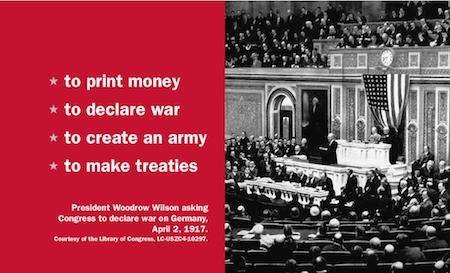 to print money
to declare war
to create an army
to make treaties
President Woodrow Wilson asking
Congress to declare war on Germany,
April 2, 1917.
Courtesy of the Library of Congress, LC-USZC4-10297.